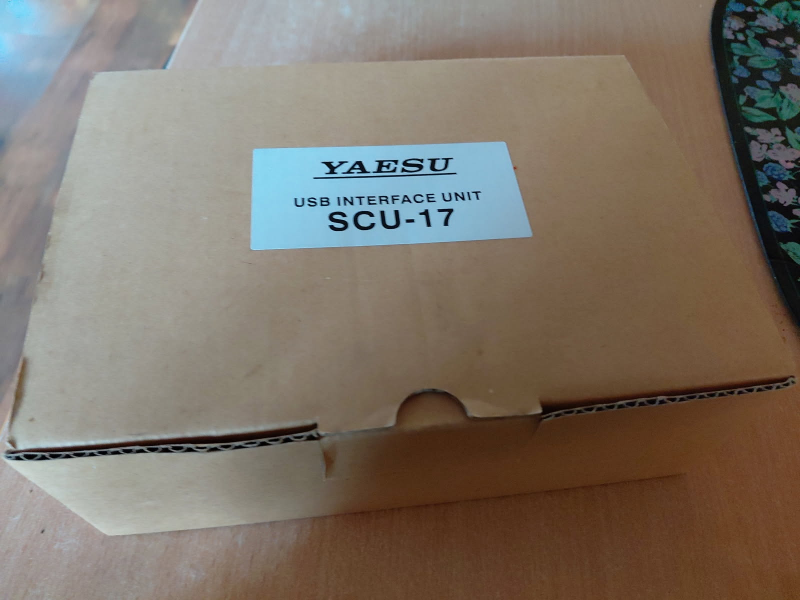 YAESU
USB INTERFACE UNIT
SCU-17